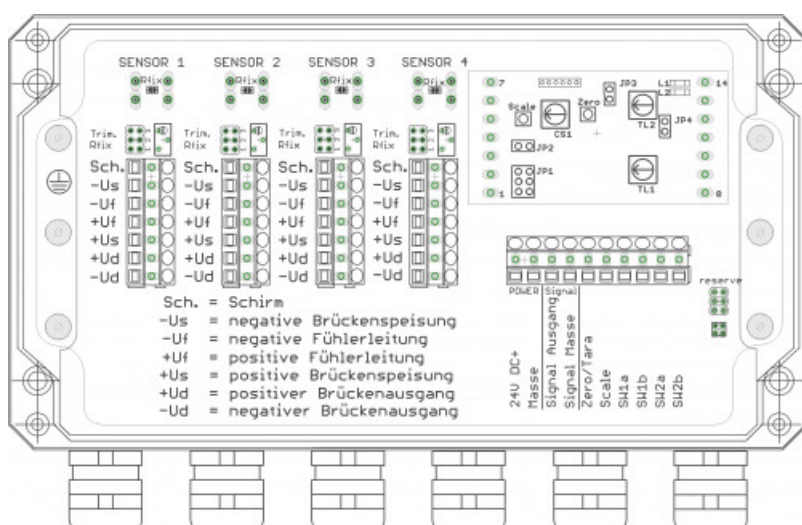 SENSOR 1 SENSOR 2 SENSOR 3 SENSOR 4
Rfix Rfix Rfix Rfix
Trim. Trim. Trim. Trim.
Rfix Rfix Rfix Rfix
Sch. Sch. Sch. Sch.
-Us -Us -Us -Us
-Uf -Uf -Uf -Uf
+Uf +Uf +Uf +Uf
+Us +Us +Us +Us
+Ud +Ud +Ud +Ud
-Ud -Ud -Ud -Ud
7 JP3 L1 14
L2
Scale Zero
CS1 TL2 JP4
JP2
JP1
1 TL1 8
Sch. = Schirm
-Us = negative Brückenspeisung
-Uf = negative Fühlerleitung
+Uf = positive Fühlerleitung
+Us = positive Brückenspeisung
+Ud = positiver Brückenausgang
-Ud = negativer Brückenausgang
POWER Signal
24V DC+
Masse
Signal Ausgang
Signal Masse
Zero/Tara
Scale
SW1a
SW1b
SW2a
SW2b
reserve